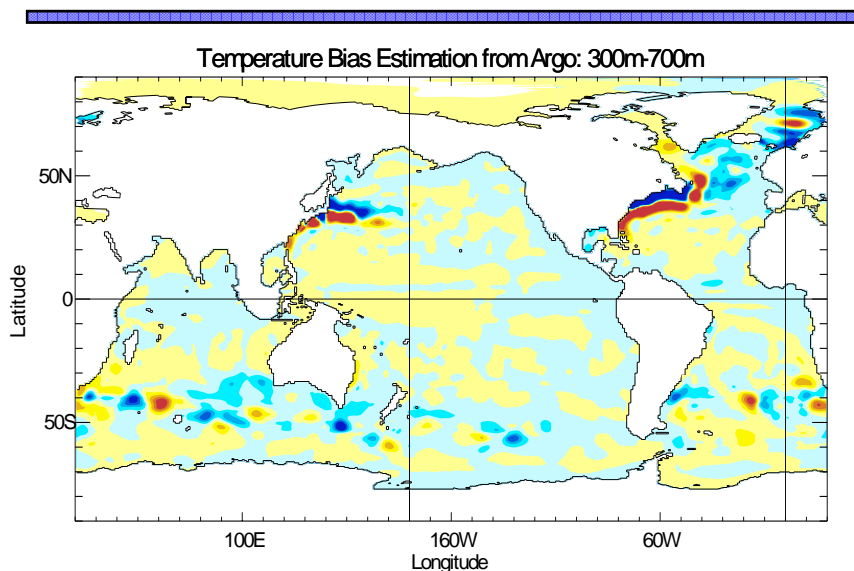 Temperature Bias Estimation from Argo: 300m-700m
50N
0
50S
Latitude
100E 160W 60W
Longitude